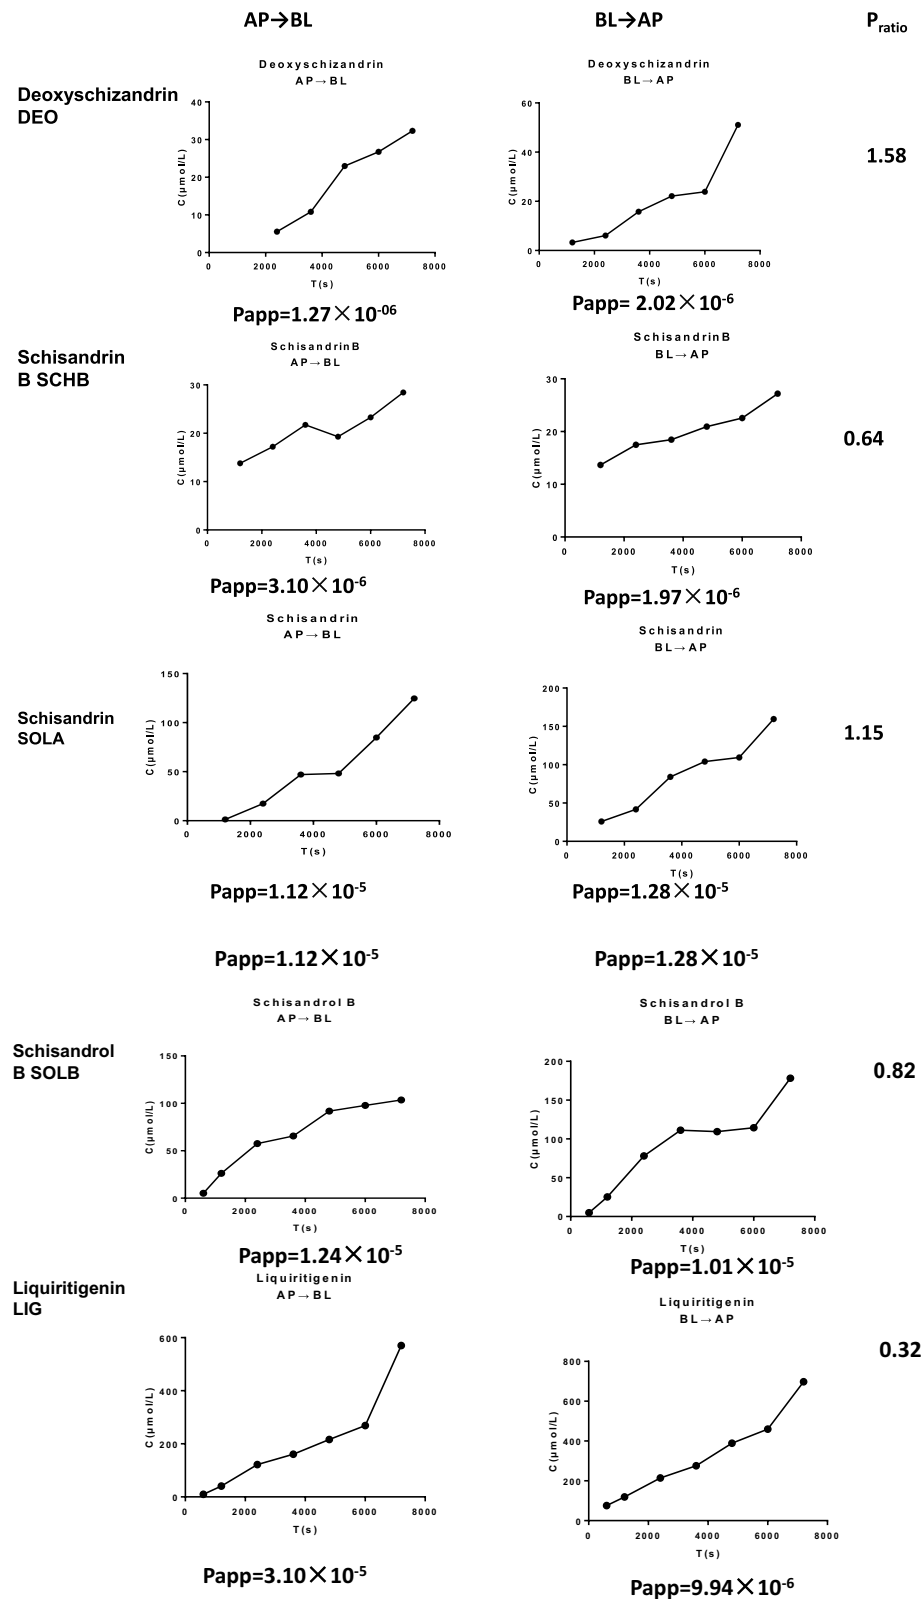 AP→BL
BL→AP
Pratio
Deoxyschizandrin
DEO
Deoxyschizandrin
AP→BL
40
30
20
10
0
C (μmol/L)
0 2000 4000 6000 8000
T(s)
Papp=1.27×10-06
Deoxyschizandrin
BL→AP
60
40
20
0
C (μmol/L)
0 2000 4000 6000 8000
T(s)
Papp= 2.02×10-6
1.58
Schisandrin
B SCHB
SchisandrinB
AP→BL
30
20
10
0
C (μmol/L)
0 2000 4000 6000 8000
T(s)
Papp=3.10×10-6
SchisandrinB
BL→AP
30
20
10
0
C (μmol/L)
0 2000 4000 6000 8000
T(s)
Papp=1.97×10-6
0.64
Schisandrin
SOLA
Schisandrin
AP→BL
150
100
50
0
C (μmol/L)
0 2000 4000 6000 8000
T(s)
Papp=1.12×10-5
Schisandrin
BL→AP
200
150
100
50
0
C (μmol/L)
0 2000 4000 6000 8000
T(s)
Papp=1.28×10-5
1.15
Papp=1.12×10-5
Papp=1.28×10-5
Schisandrol
B SOLB
Schisandrol B
AP→BL
150
100
50
0
C (μmol/L)
0 2000 4000 6000 8000
T(s)
Papp=1.24×10-5
Schisandrol B
BL→AP
200
150
100
50
0
C (μmol/L)
0 2000 4000 6000 8000
T(s)
Papp=1.01×10-5
0.82
Liquiritigenin
LIG
Liquiritigenin
AP→BL
600
400
200
0
C (μmol/L)
0 2000 4000 6000 8000
T(s)
Papp=3.10×10-5
Liquiritigenin
BL→AP
800
600
400
200
0
C (μmol/L)
0 2000 4000 6000 8000
T(s)
Papp=9.94×10-6
0.32